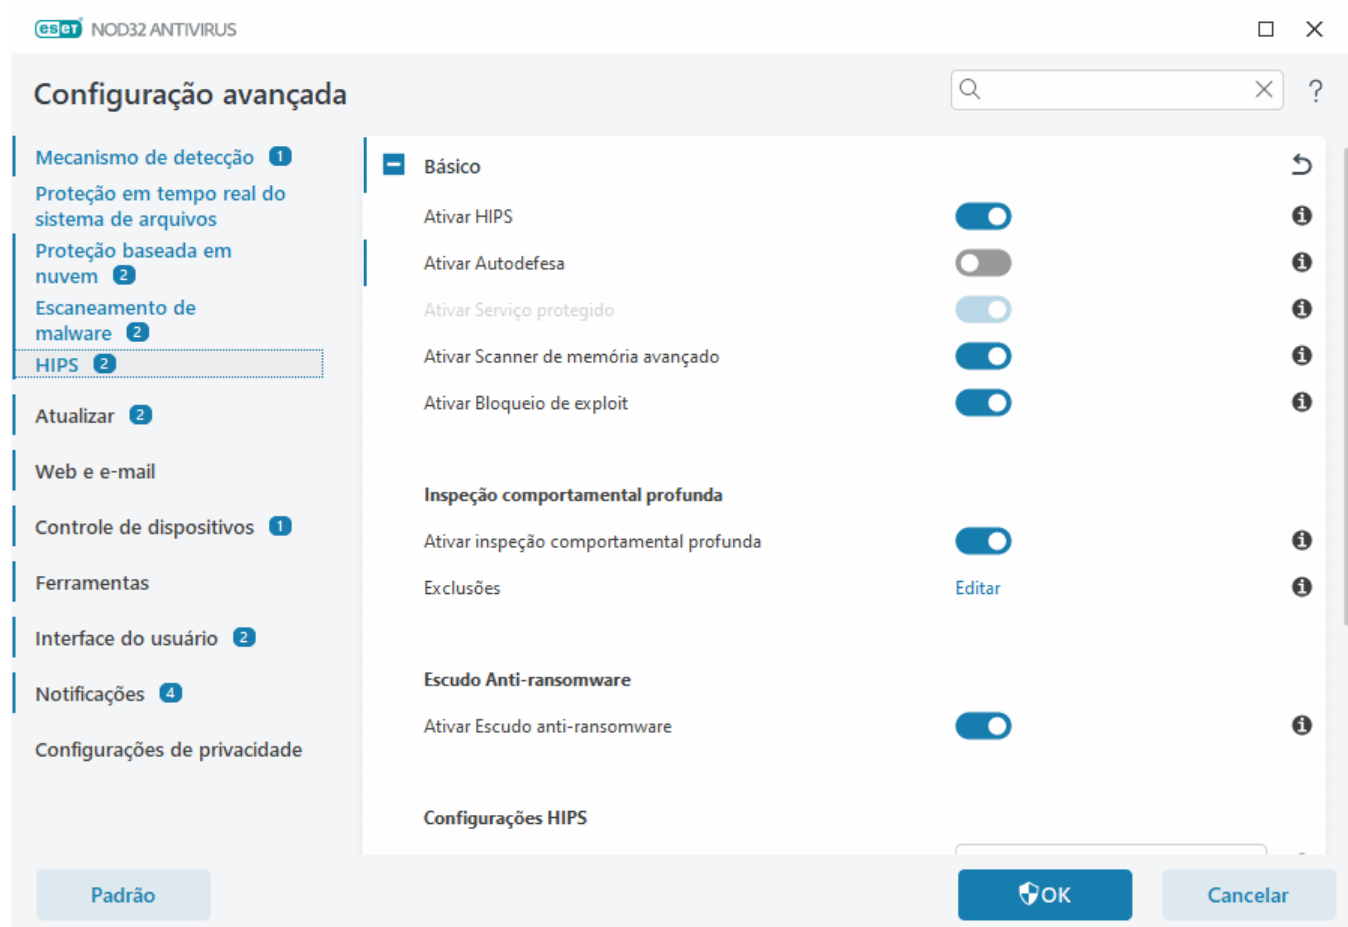 eset NOD32 ANTIVIRUS
Configuração avançada
?
Mecanismo de detecção 1
Proteção em tempo real do
sistema de arquivos
Proteção baseada em
nuvem 2
Escaneamento de
malware 2
HIPS 2
Atualizar 2
Web e e-mail
Controle de dispositivos 1
Ferramentas
Interface do usuário 2
Notificações 4
Configurações de privacidade
Básico
Ativar HIPS
Ativar Autodefesa
Ativar Serviço protegido
Ativar Scanner de memória avançado
Ativar Bloqueio de exploit
Inspeção comportamental profunda
Ativar inspeção comportamental profunda
Exclusões Editar
Escudo Anti-ransomware
Ativar Escudo anti-ransomware
Configurações HIPS
Padrão OK Cancelar